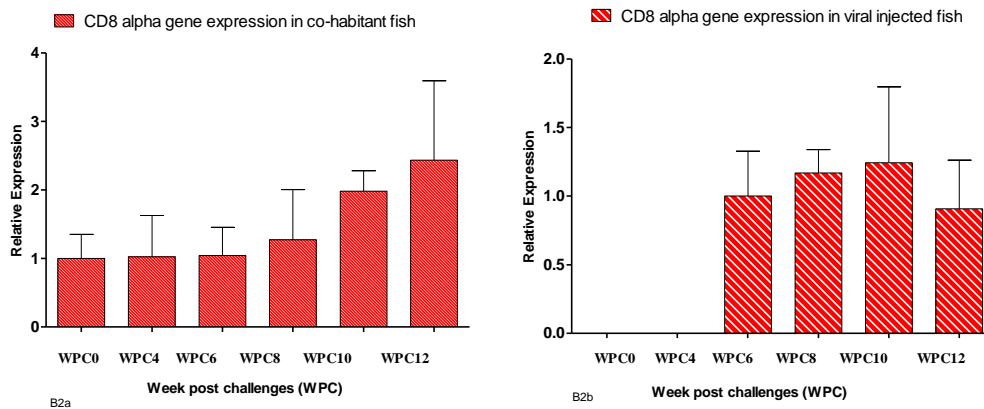 CD8 alpha gene expression in co-habitant fish
4
3
2
1
0
Relative Expression
WPC0 WPC4 WPC6 WPC8 WPC10 WPC12
Week post challenges (WPC)
B2a
CD8 alpha gene expression in viral injected fish
2.0
1.5
1.0
0.5
0.0
Relative Expression
WPC0 WPC4 WPC6 WPC8 WPC10 WPC12
Week post challenges (WPC)
B2b